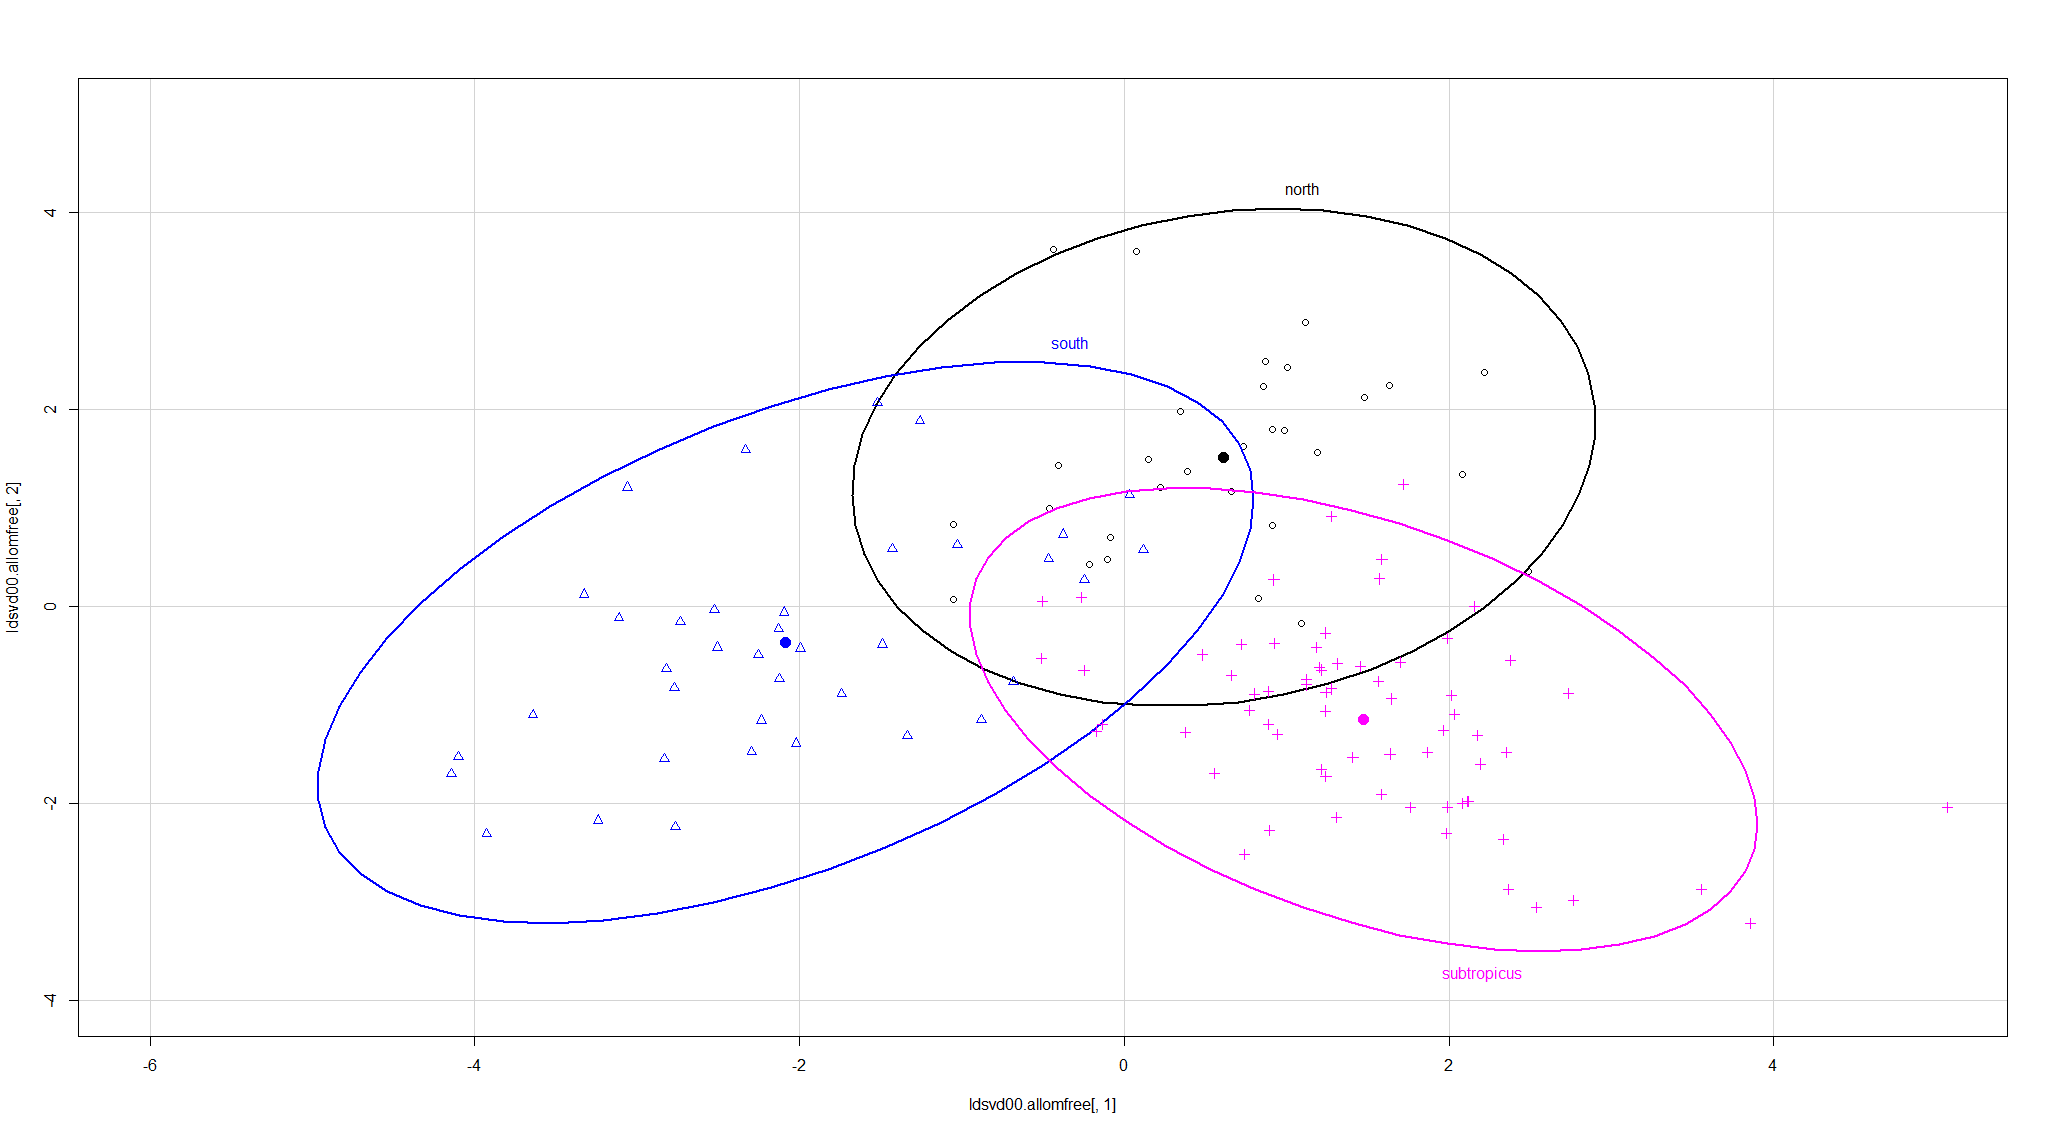 north
south
subtropicus
4
2
0
-2
-4
ldsvd00.allomfree[, 2]
-6
-4
-2
0
2
4
ldsvd00.allomfree[, 1]